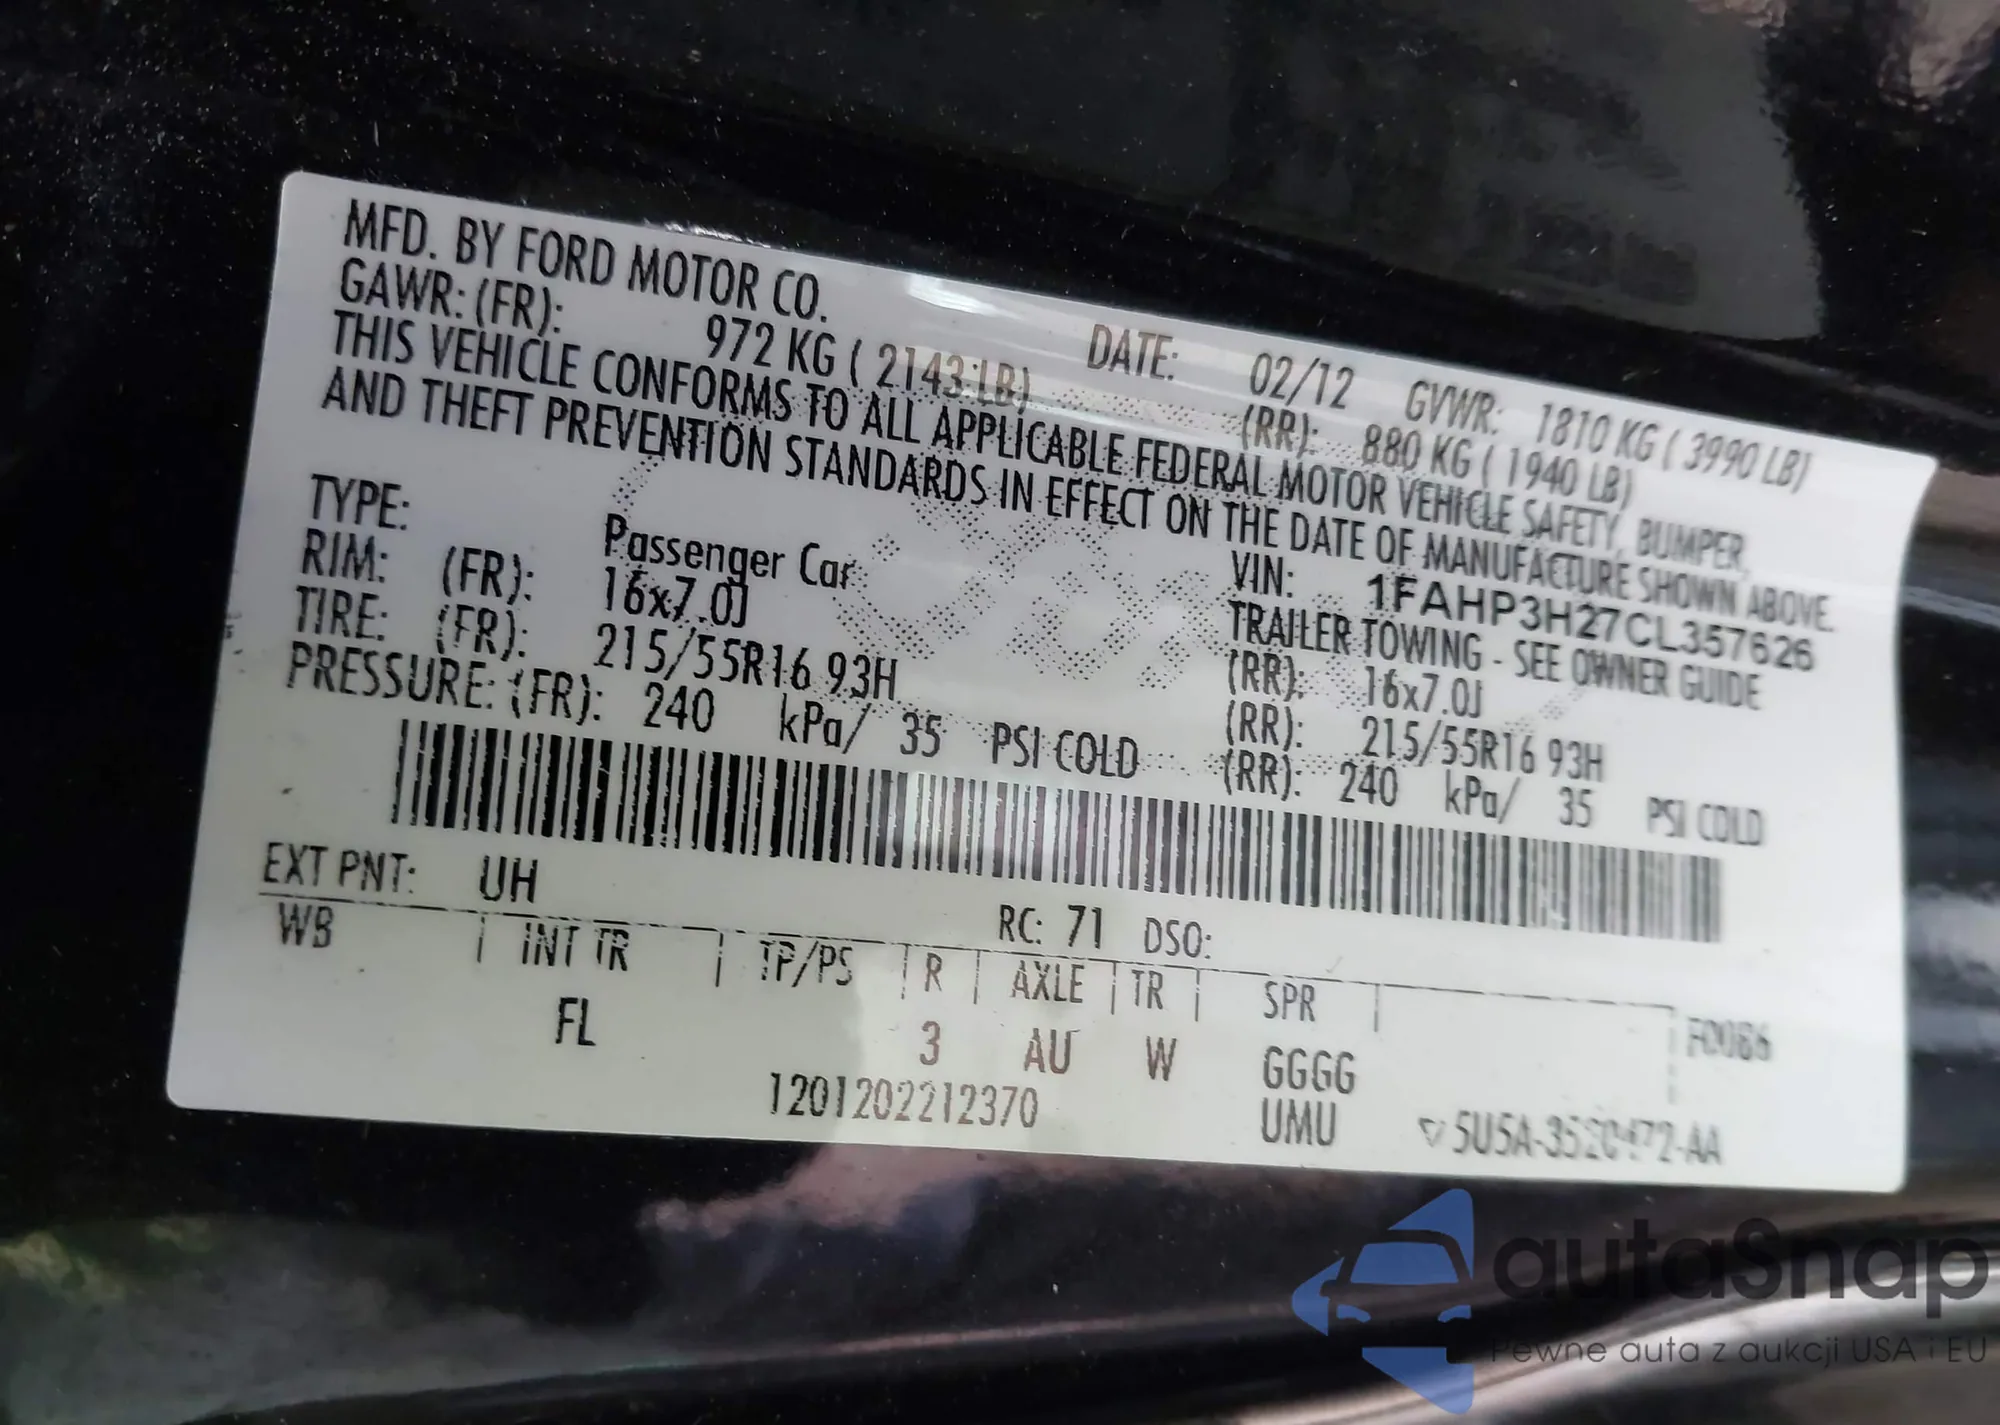 MFD. BY FORD MOTOR CO. DATE: 02/12 GVWR: 1810 KG ( 3990 LB)
GAWR: (FR): 972 KG ( 2143 LB) (RR): 880 KG ( 1940 LB)
THIS VEHICLE CONFORMS TO ALL APPLICABLE FEDERAL MOTOR VEHICLE SAFETY, BUMPER,
AND THEFT PREVENTION STANDARDS IN EFFECT ON THE DATE OF MANUFACTURE SHOWN ABOVE.
VIN: 1FAHP3H27CL357626
TYPE: Passenger Car TRAILER TOWING - SEE OWNER GUIDE
RIM: (FR): 16x7.0J (RR): 16x7.0J
TIRE: (FR): 215/55R16 93H (RR): 215/55R16 93H
PRESSURE: (FR): 240 kPa/ 35 PSI COLD (RR): 240 kPa/ 35 PSI COLD
EXT PNT: UH RC: 71 DSO:
WB INT TR TP/PS R AXLE TR SPR
FL 3 AU W GGGG F0086
1201202212370 UMU 5U5A-3520472-AA
autaSnap
Pewne auta z aukcji USA i EU